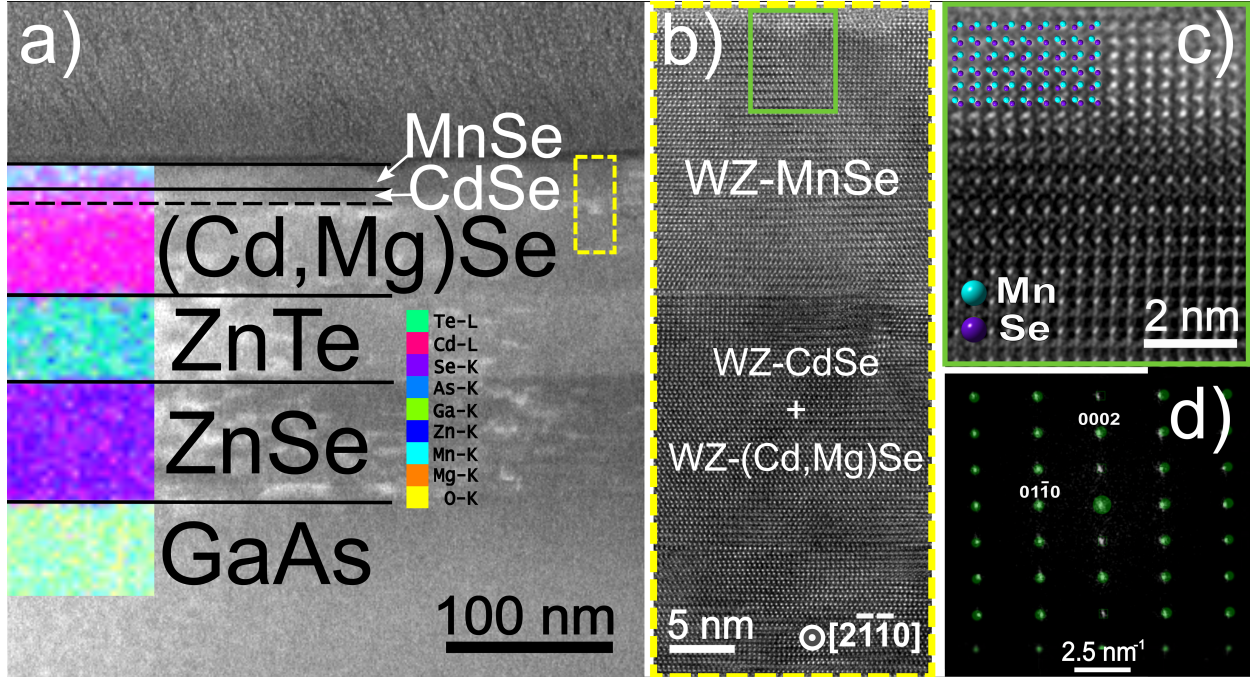 a)
MnSe
CdSe
(Cd,Mg)Se
ZnTe
ZnSe
GaAs
Te-L
Cd-L
Se-K
As-K
Ga-K
Zn-K
Mn-K
Mg-K
O-K
100 nm
b)
WZ-MnSe
WZ-CdSe
+
WZ-(Cd,Mg)Se
5 nm
[21̅1̅0]
c)
Mn
Se
2 nm
d)
0002
011̅0
2.5 nm⁻¹